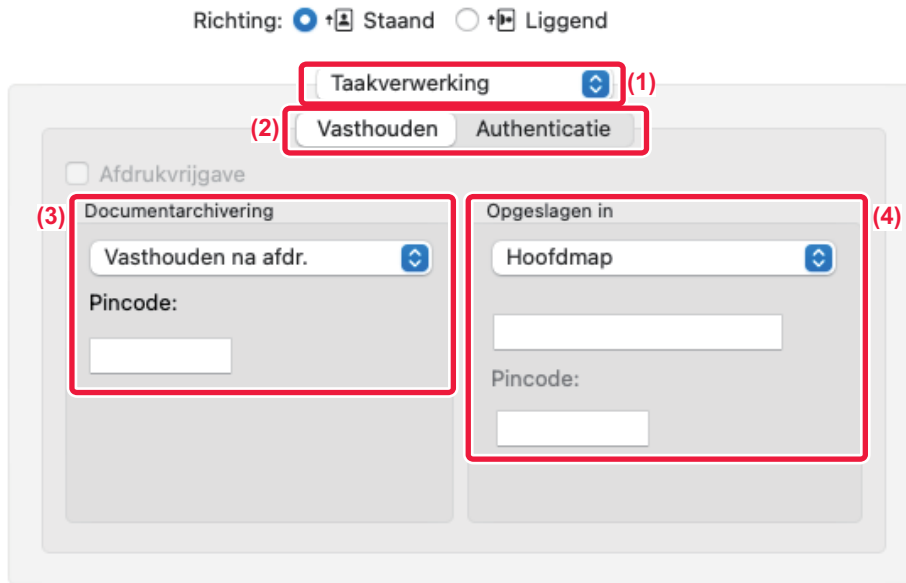 Richting: Staand Liggend
Taakverwerking (1)
(2) Vasthouden Authenticatie
Afdrukvrijgave
(3) Documentarchivering
Vasthouden na afdr.
Pincode:
Opgeslagen in (4)
Hoofdmap
Pincode: